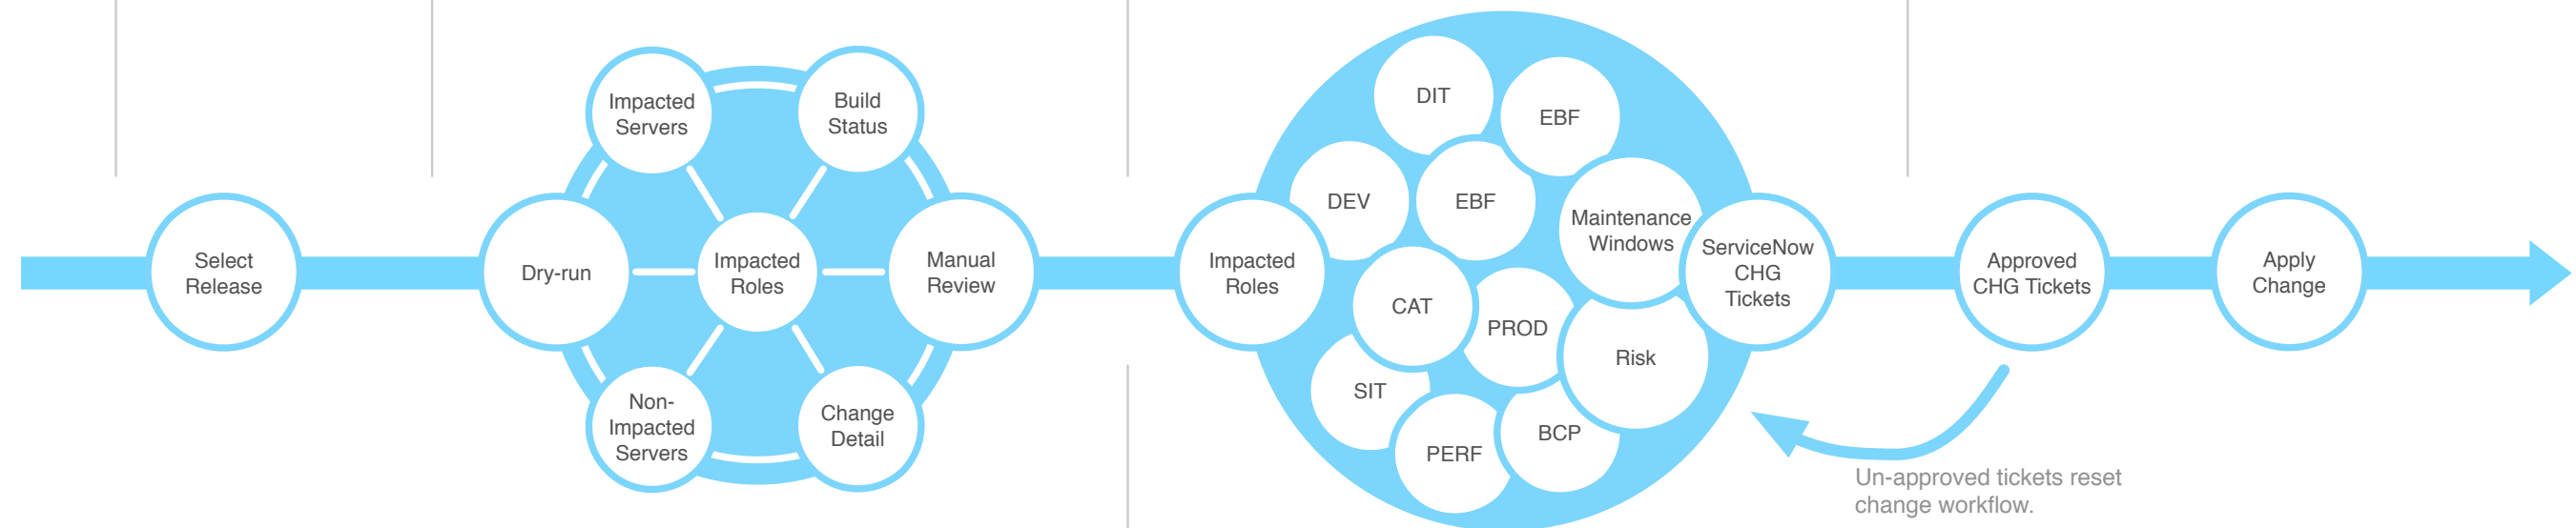 Select
Release
Dry-run
Impacted
Servers
Build
Status
Impacted
Roles
Non-
Impacted
Servers
Change
Detail
Manual
Review
Impacted
Roles
DIT
EBF
DEV
EBF
Maintenance
Windows
CAT
PROD
Risk
SIT
PERF
BCP
ServiceNow
CHG
Tickets
Approved
CHG Tickets
Apply
Change
Un-approved tickets reset
change workflow.